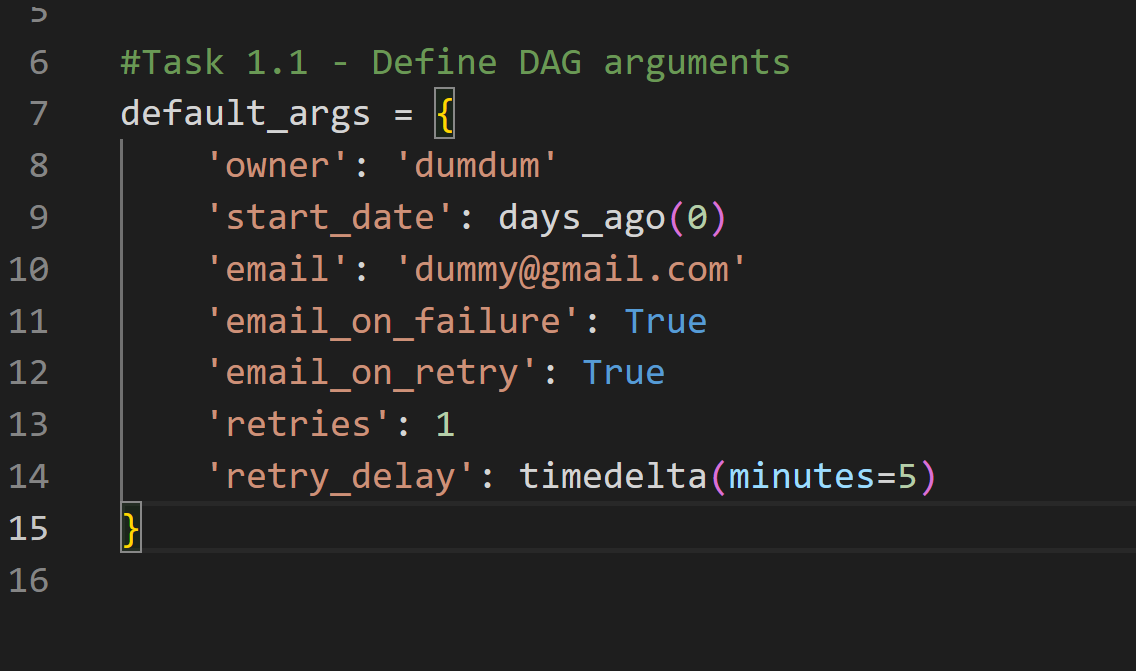 5
6 #Task 1.1 - Define DAG arguments
7 default_args = {
8     'owner': 'dumdum'
9     'start_date': days_ago(0)
10     'email': 'dummy@gmail.com'
11     'email_on_failure': True
12     'email_on_retry': True
13     'retries': 1
14     'retry_delay': timedelta(minutes=5)
15 }
16